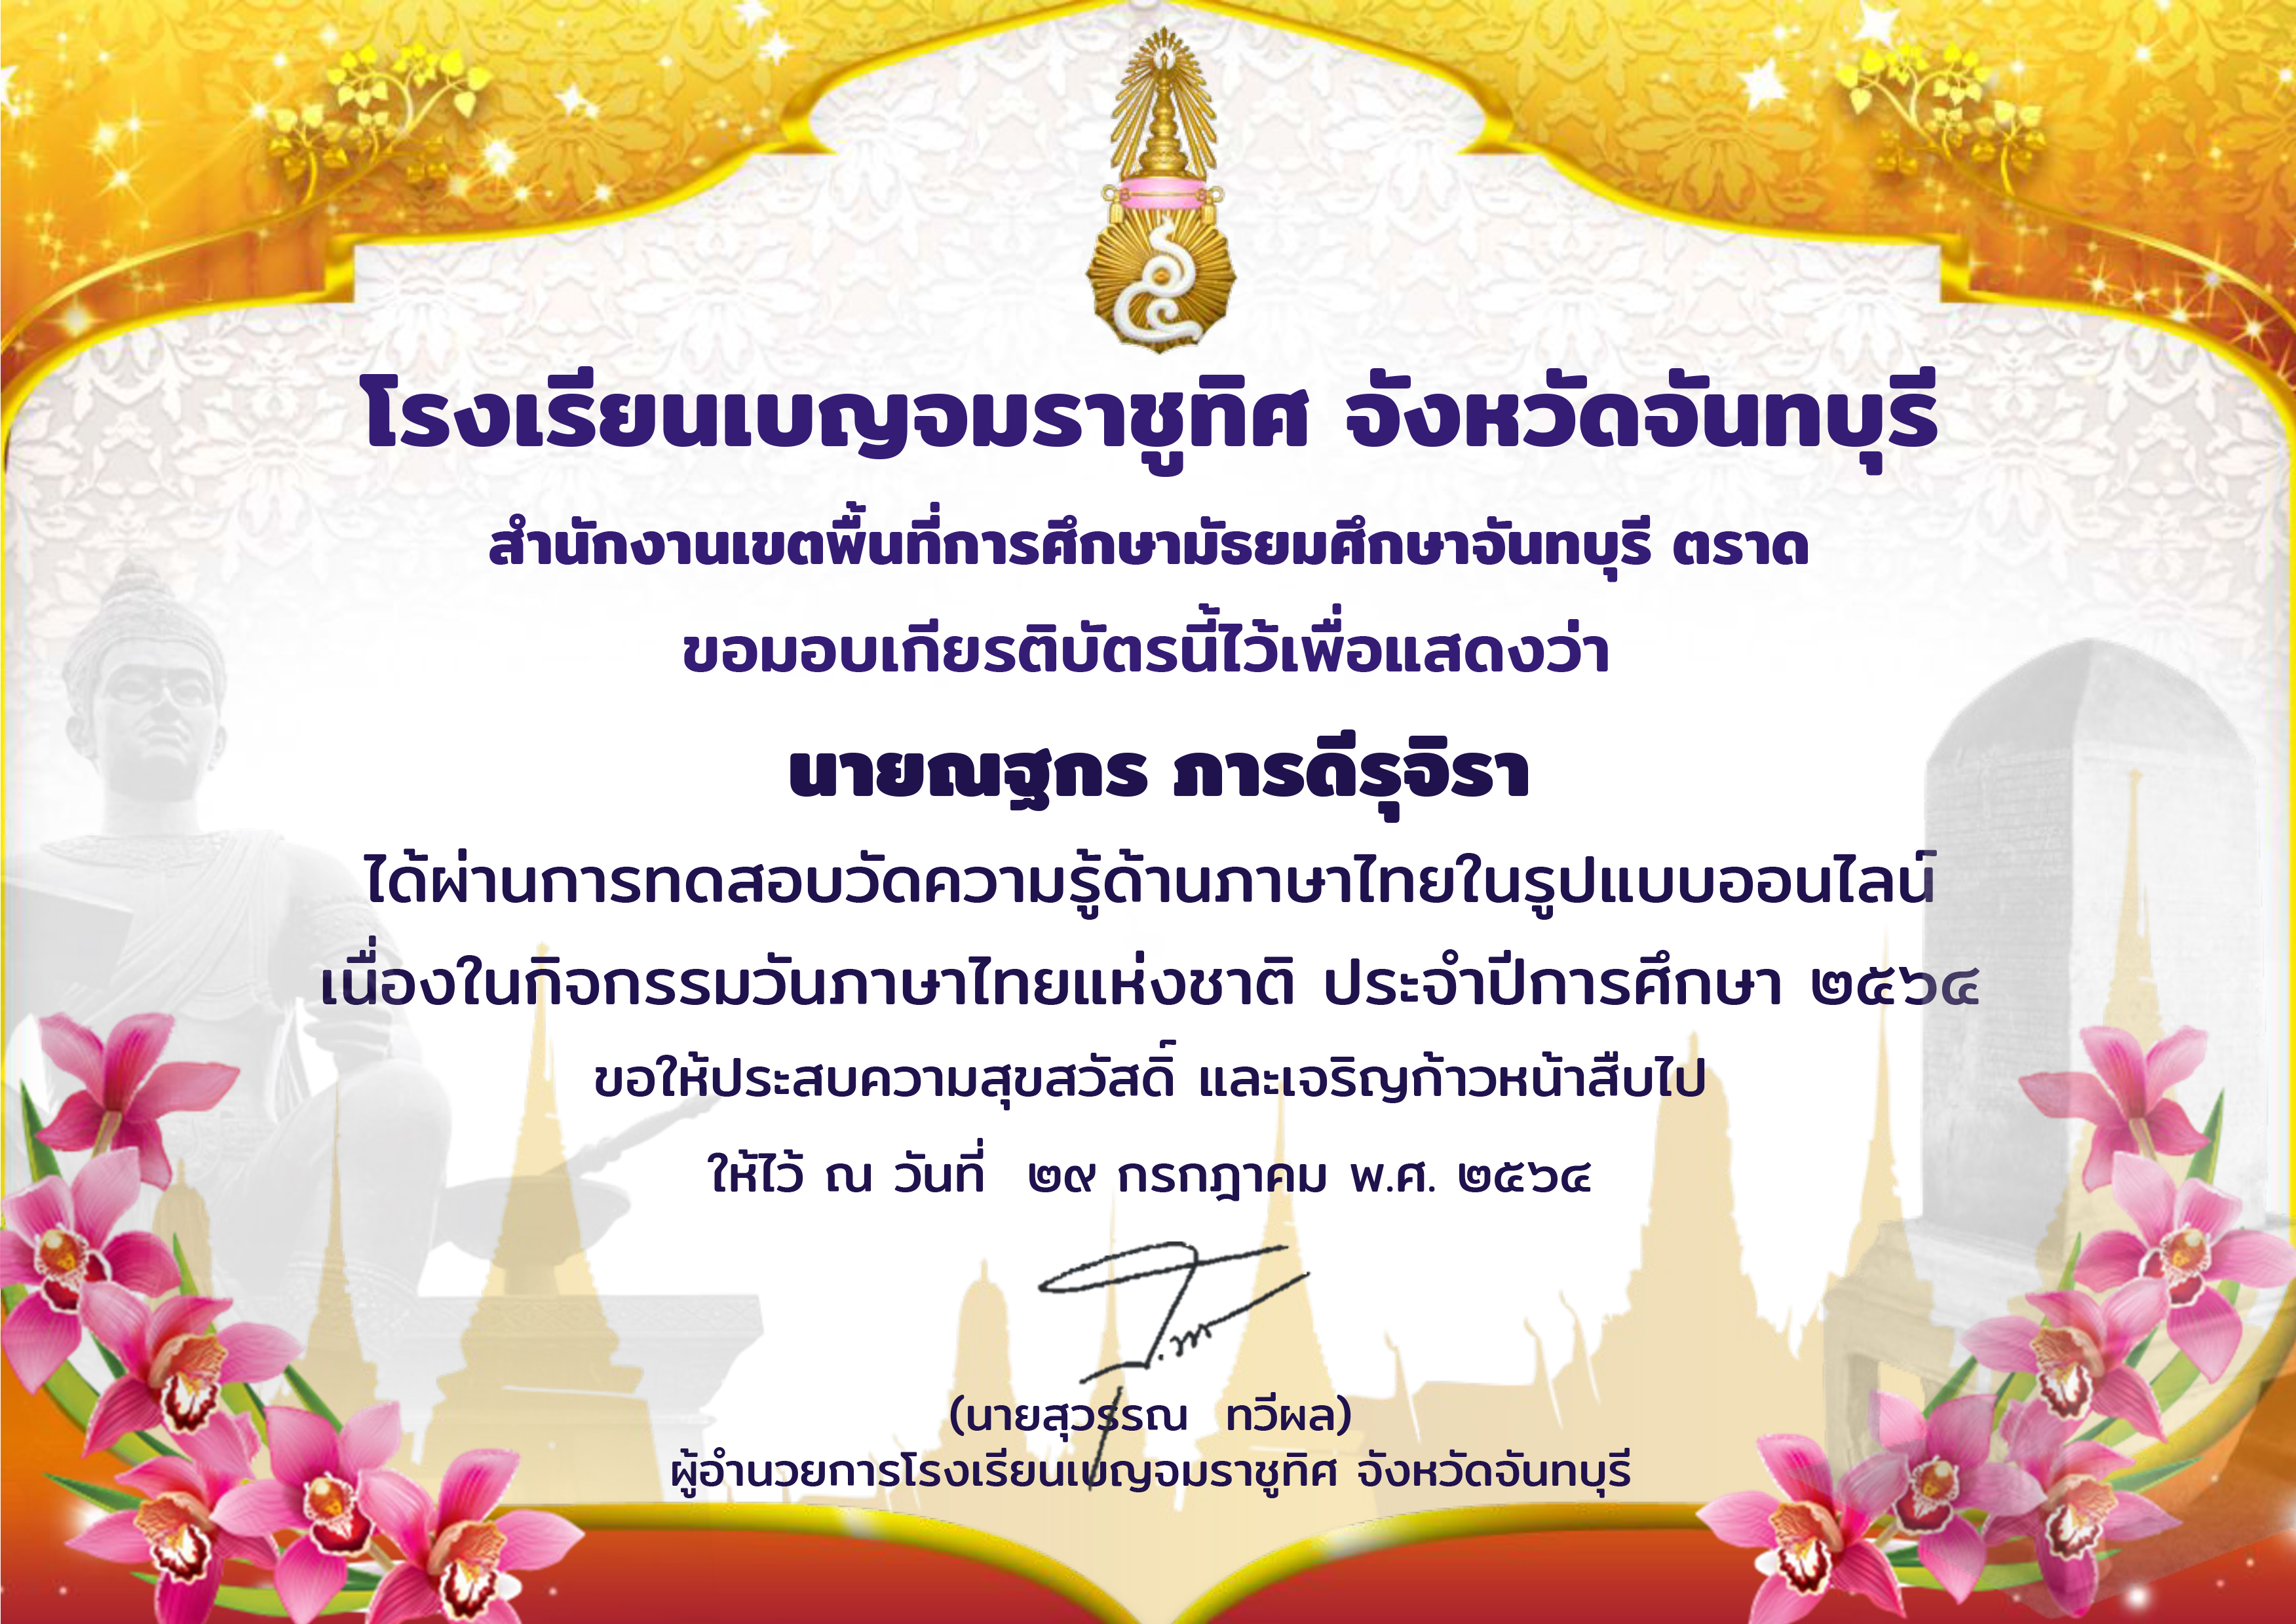 โรงเรียนเบญจมราชูทิศ จังหวัดจันทบุรี
สำนักงานเขตพื้นที่การศึกษามัธยมศึกษาจันทบุรี ตราด
ขอมอบเกียรติบัตรนี้ไว้เพื่อแสดงว่า
นายณฐกร ภารดีรุจิรา
ได้ผ่านการทดสอบวัดความรู้ด้านภาษาไทยในรูปแบบออนไลน์
เนื่องในกิจกรรมวันภาษาไทยแห่งชาติ ประจำปีการศึกษา ๒๕๖๔
ขอให้ประสบความสุขสวัสดิ์ และเจริญก้าวหน้าสืบไป
ให้ไว้ ณ วันที่ ๒๙ กรกฎาคม พ.ศ. ๒๕๖๔
(นายสุวรรณ ทวีผล)
ผู้อำนวยการโรงเรียนเบญจมราชูทิศ จังหวัดจันทบุรี